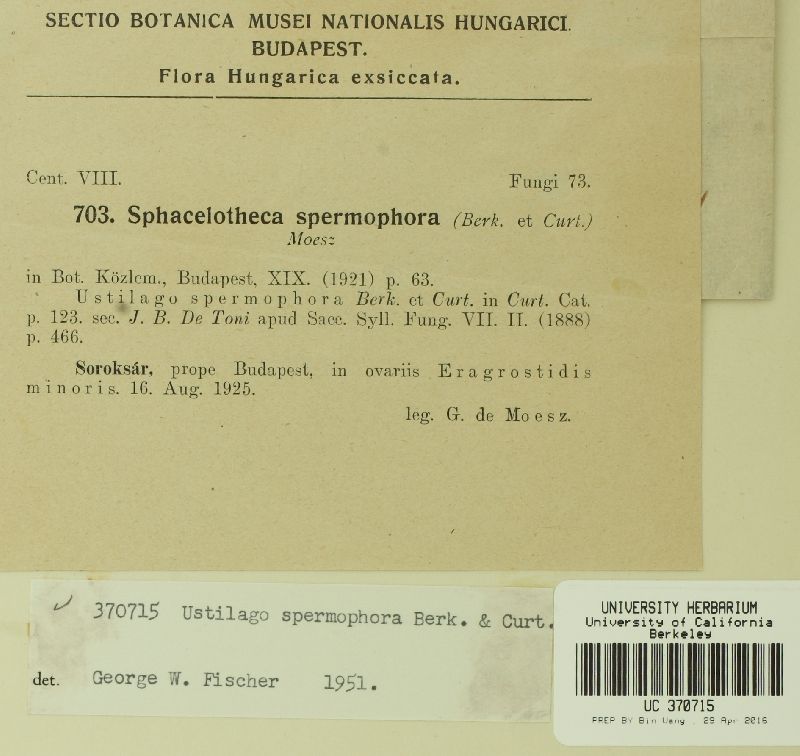 SECTIO BOTANICA MUSEI NATIONALIS HUNGARICI.
BUDAPEST.
Flora Hungarica exsiccata.
Cent. VIII. Fungi 73.
703. Sphacelotheca spermophora (Berk. et Curt.)
Moesz
in Bot. Közlem., Budapest, XIX. (1921) p. 63.
Ustilago spermophora Berk. et Curt. in Curt. Cat.
p. 123. sec. J. B. De Toni apud Sacc. Syll. Fung. VII. II. (1888)
p. 466.
Soroksár, prope Budapest, in ovariis Eragrostidis
minoris. 16. Aug. 1925.
leg. G. de Moesz.
370715 Ustilago spermophora Berk. & Curt.
det. George W. Fischer 1951.
UNIVERSITY HERBARIUM
University of California
Berkeley
UC 370715
PREP BY Bin Wang . 29 Apr 2016